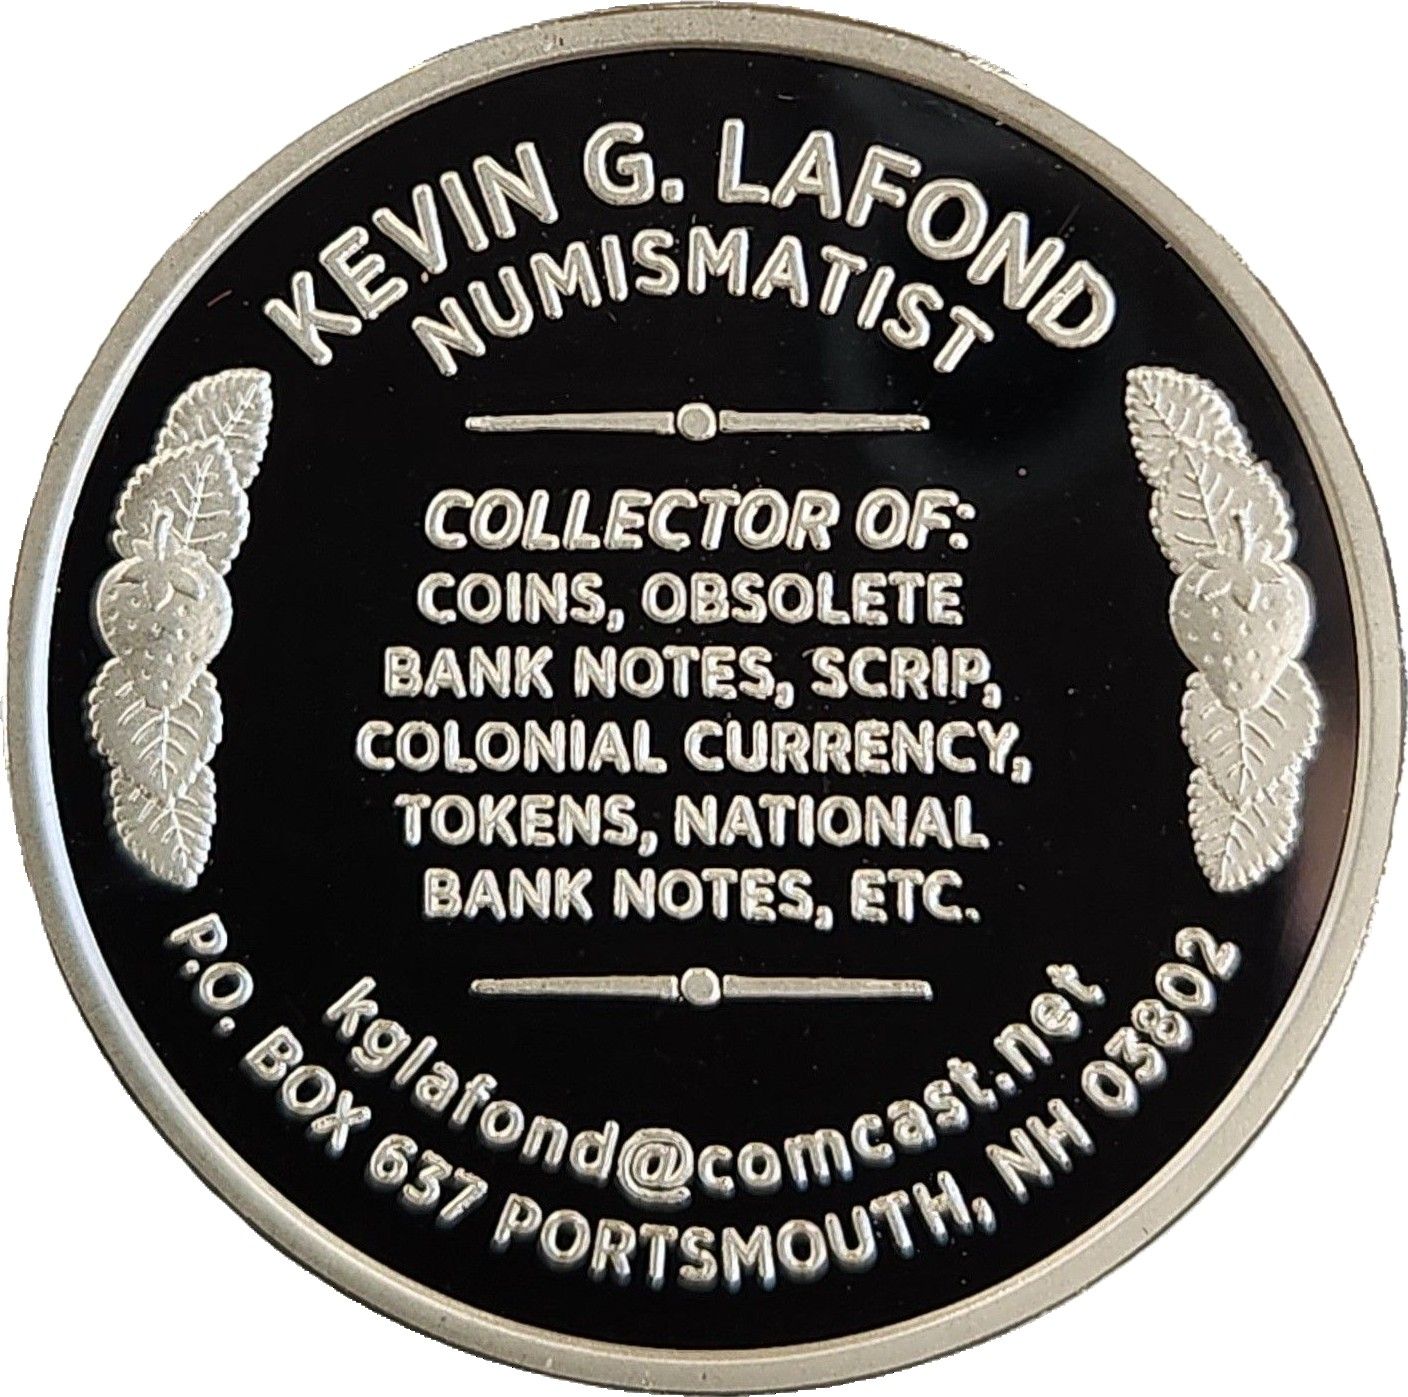 KEVIN G. LAFOND
NUMISMATIST
COLLECTOR OF:
COINS, OBSOLETE
BANK NOTES, SCRIP,
COLONIAL CURRENCY,
TOKENS, NATIONAL
BANK NOTES, ETC.
kglafond@comcast.net
P.O. BOX 637 PORTSMOUTH, NH 03802